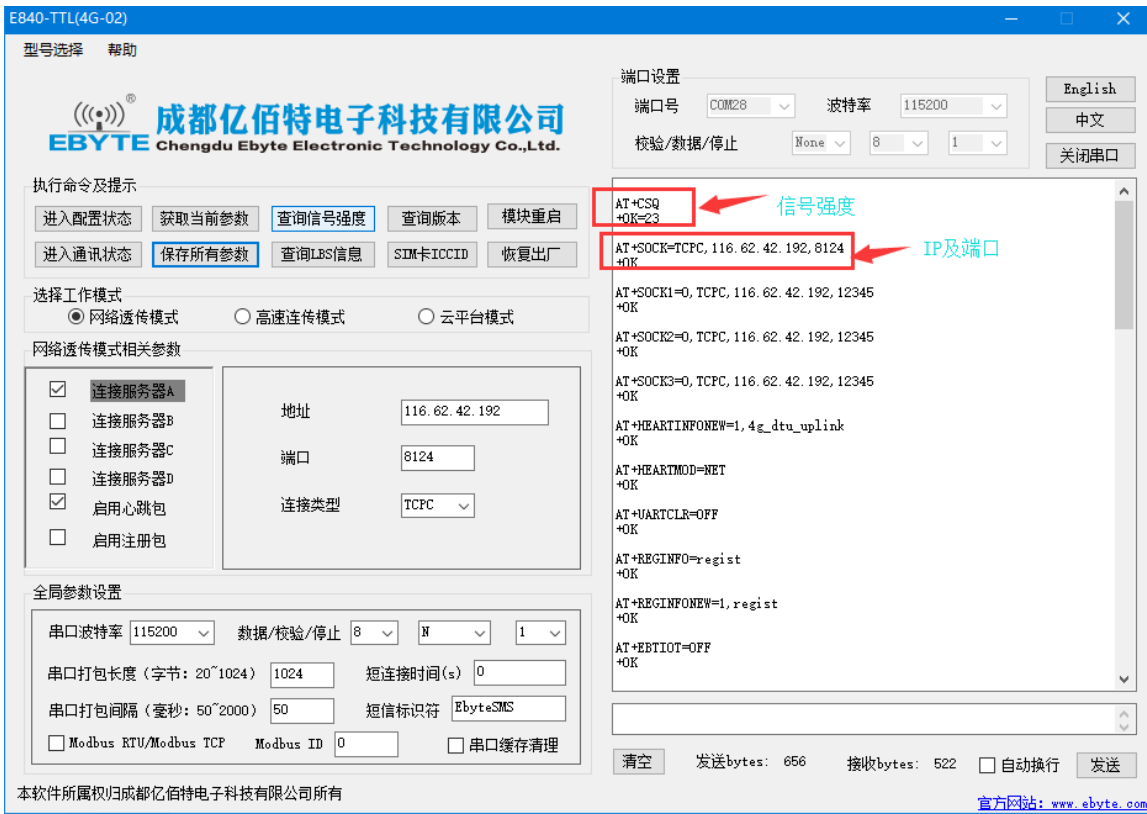 E840-TTL(4G-02)
型号选择 帮助
EBYTE ®
成都亿佰特电子科技有限公司
Chengdu Ebyte Electronic Technology Co.,Ltd.
端口设置
端口号 COM28 波特率 115200
校验/数据/停止 None 8 1
English
中文
关闭串口
执行命令及提示
进入配置状态 获取当前参数 查询信号强度 查询版本 模块重启
进入通讯状态 保存所有参数 查询LBS信息 SIM卡ICCID 恢复出厂
选择工作模式
网络透传模式 高速连传模式 云平台模式
网络透传模式相关参数
连接服务器A
连接服务器B
连接服务器C
连接服务器D
启用心跳包
启用注册包
地址 116.62.42.192
端口 8124
连接类型 TCPC
全局参数设置
串口波特率 115200 数据/校验/停止 8 N 1
串口打包长度（字节：20~1024） 1024 短连接时间(s) 0
串口打包间隔（毫秒：50~2000） 50 短信标识符 EbyteSMS
Modbus RTU/Modbus TCP Modbus ID 0 串口缓存清理
本软件所属权归成都亿佰特电子科技有限公司所有
AT+CSQ
+OK=23
信号强度
AT+SOCK=TCPC,116.62.42.192,8124
+OK
IP及端口
AT+SOCK1=0,TCPC,116.62.42.192,12345
+OK
AT+SOCK2=0,TCPC,116.62.42.192,12345
+OK
AT+SOCK3=0,TCPC,116.62.42.192,12345
+OK
AT+HEARTINFONEW=1,4g_dtu_uplink
+OK
AT+HEARTMOD=NET
+OK
AT+UARTCLR=OFF
+OK
AT+REGINFO=regist
+OK
AT+REGINFONEW=1,regist
+OK
AT+EBTIOT=OFF
+OK
清空 发送bytes: 656 接收bytes: 522 自动换行 发送
官方网站：www.ebyte.com